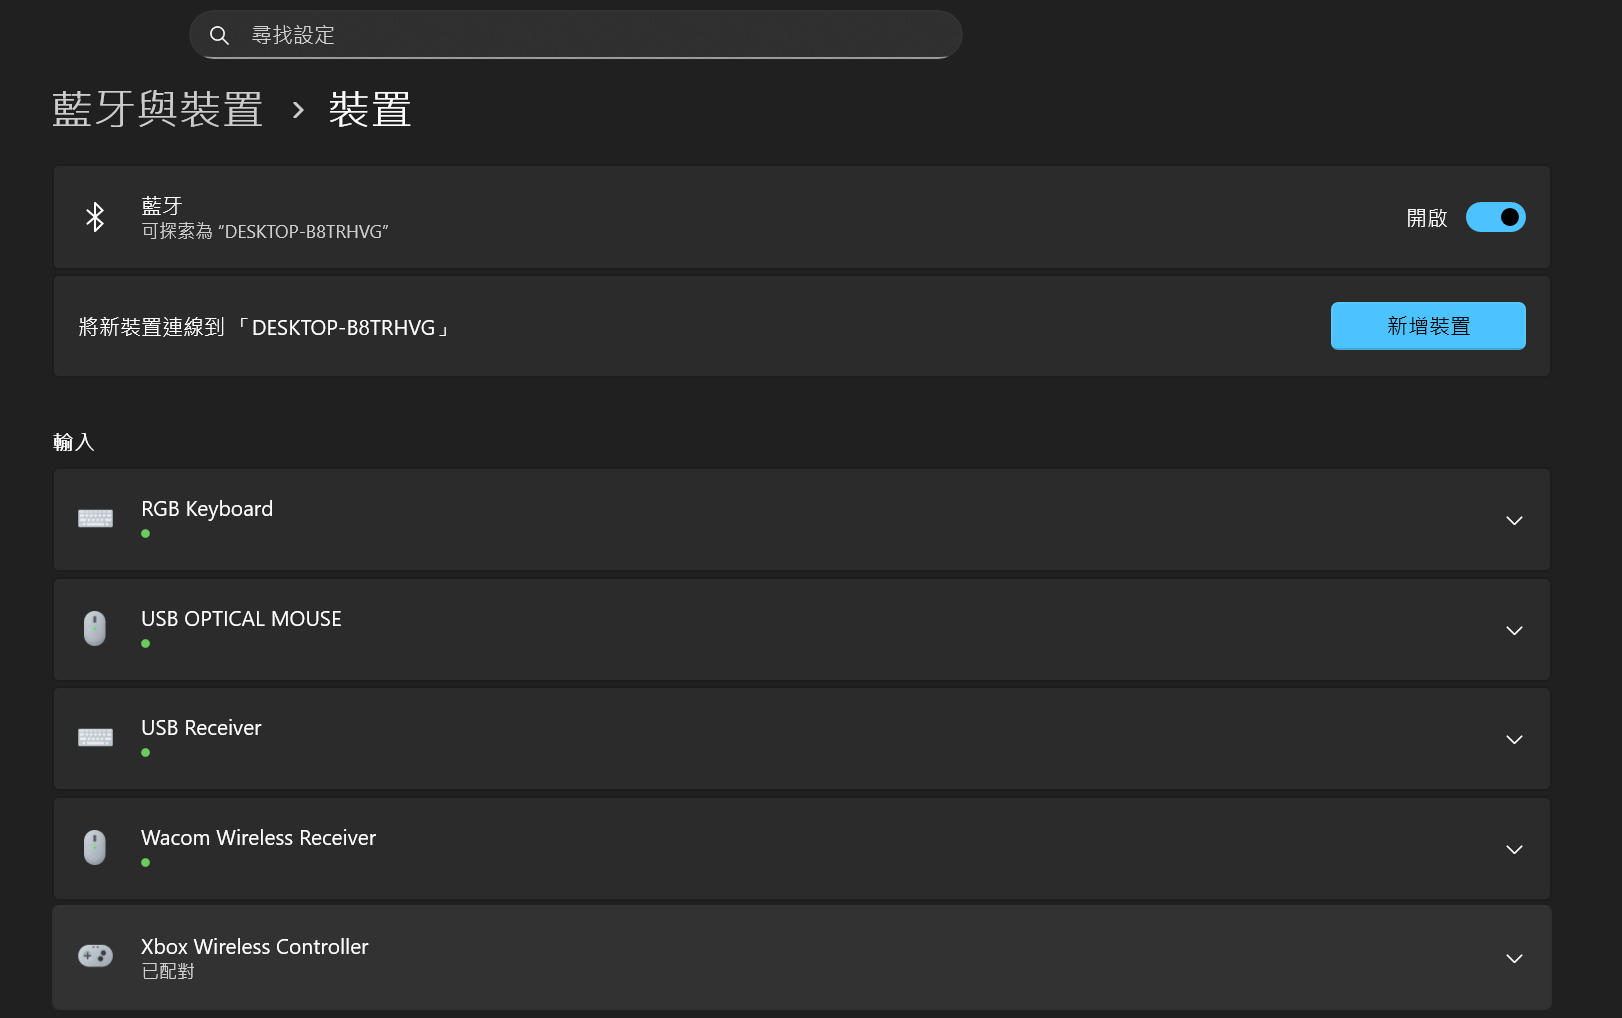 尋找設定
藍牙與裝置 › 裝置
藍牙
可探索為 “DESKTOP-B8TRHVG”
開啟
將新裝置連線到 「DESKTOP-B8TRHVG」
新增裝置
輸入
RGB Keyboard
USB OPTICAL MOUSE
USB Receiver
Wacom Wireless Receiver
Xbox Wireless Controller
已配對